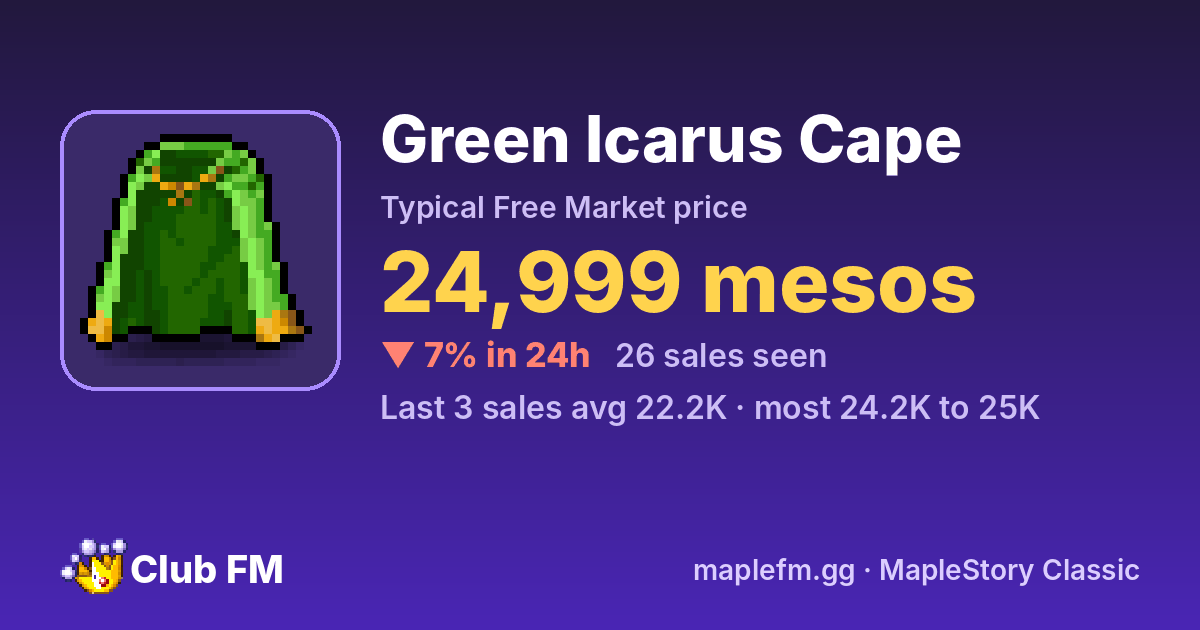 Green Icarus Cape
Typical Free Market price
24,999 mesos
▼ 7% in 24h 26 sales seen
Last 3 sales avg 22.2K · most 24.2K to 25K
Club FM
maplefm.gg · MapleStory Classic